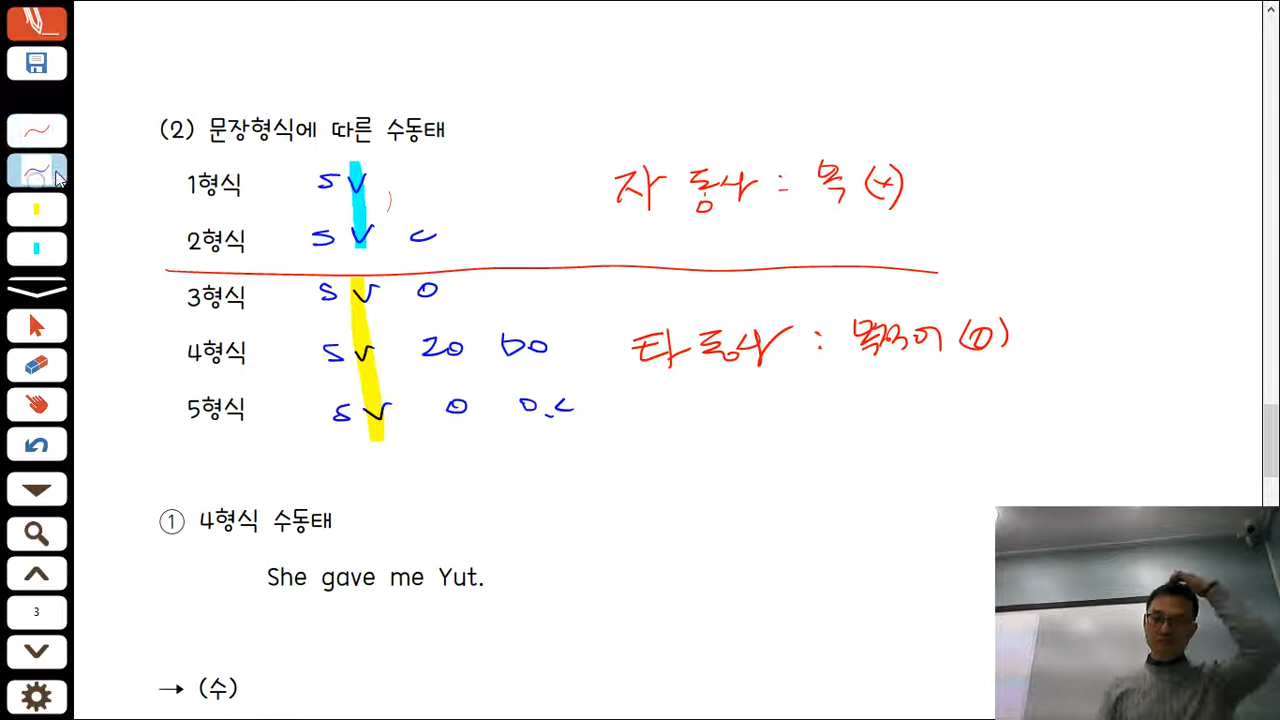 (2) 문장형식에 따른 수동태
1형식 S V
자동사 : 목(×)
2형식 S V C
3형식 S V O
4형식 S V IO DO
타동사 : 목적어(O)
5형식 S V O O.C
① 4형식 수동태
She gave me Yut.
3
→ (수)